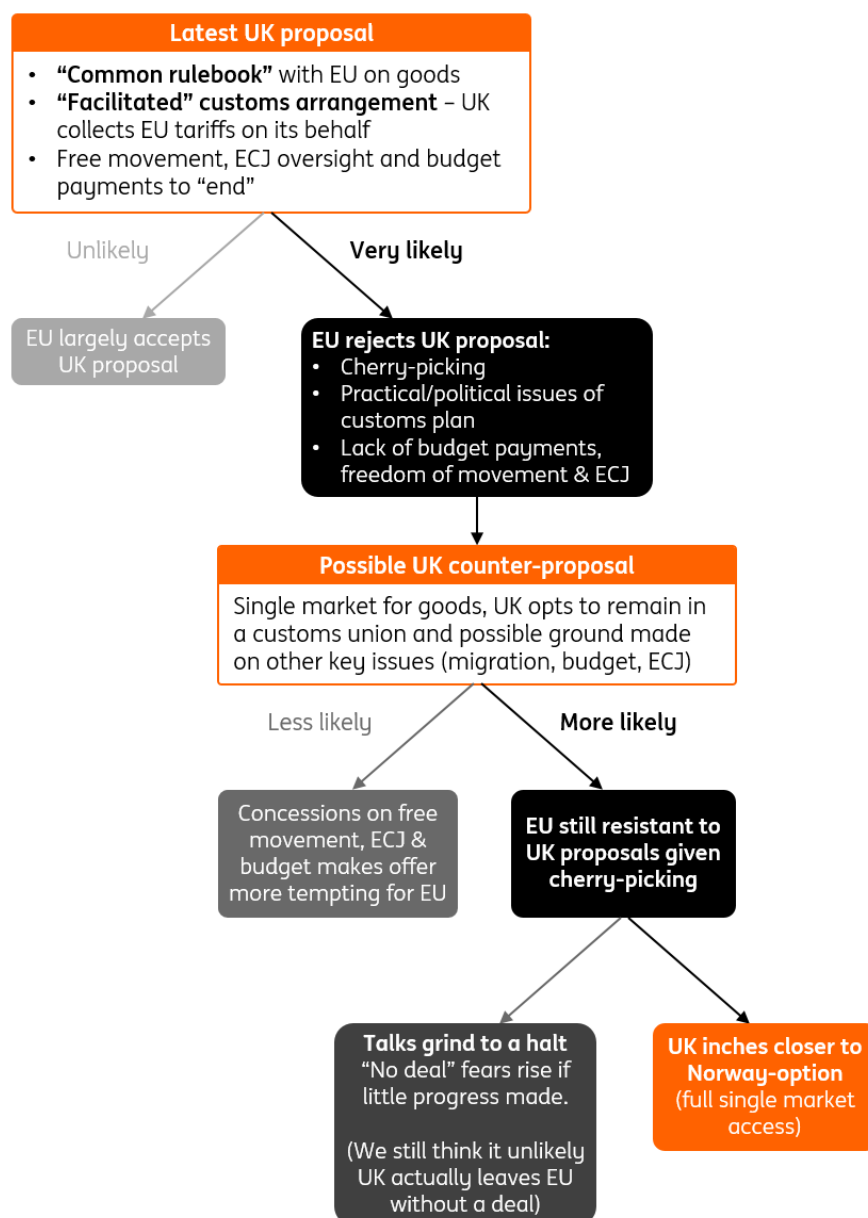 Latest UK proposal
• “Common rulebook” with EU on goods
• “Facilitated” customs arrangement – UK
collects EU tariffs on its behalf
• Free movement, ECJ oversight and budget
payments to “end”
Unlikely
Very likely
EU largely accepts
UK proposal
EU rejects UK proposal:
• Cherry-picking
• Practical/political issues of
customs plan
• Lack of budget payments,
freedom of movement & ECJ
Possible UK counter-proposal
Single market for goods, UK opts to remain in
a customs union and possible ground made
on other key issues (migration, budget, ECJ)
Less likely
More likely
Concessions on free
movement, ECJ &
budget makes offer
more tempting for EU
EU still resistant to
UK proposals given
cherry-picking
Talks grind to a halt
“No deal” fears rise if
little progress made.
(We still think it unlikely
UK actually leaves EU
without a deal)
UK inches closer to
Norway-option
(full single market
access)